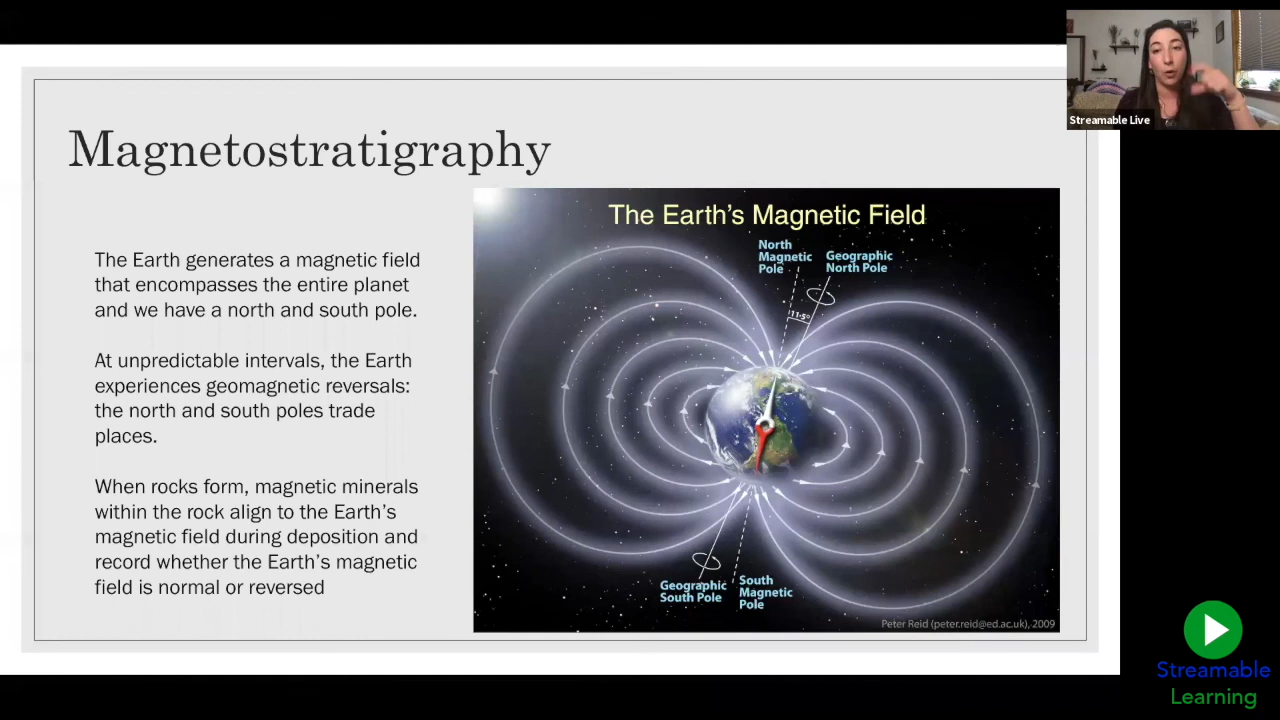 Streamable Live
Magnetostratigraphy
The Earth generates a magnetic field
that encompasses the entire planet
and we have a north and south pole.
At unpredictable intervals, the Earth
experiences geomagnetic reversals:
the north and south poles trade
places.
When rocks form, magnetic minerals
within the rock align to the Earth's
magnetic field during deposition and
record whether the Earth's magnetic
field is normal or reversed
The Earth's Magnetic Field
North
Magnetic
Pole
Geographic
North Pole
11·5°
Geographic
South Pole
South
Magnetic
Pole
Peter Reid (peter.reid@ed.ac.uk), 2009
Streamable
Learning